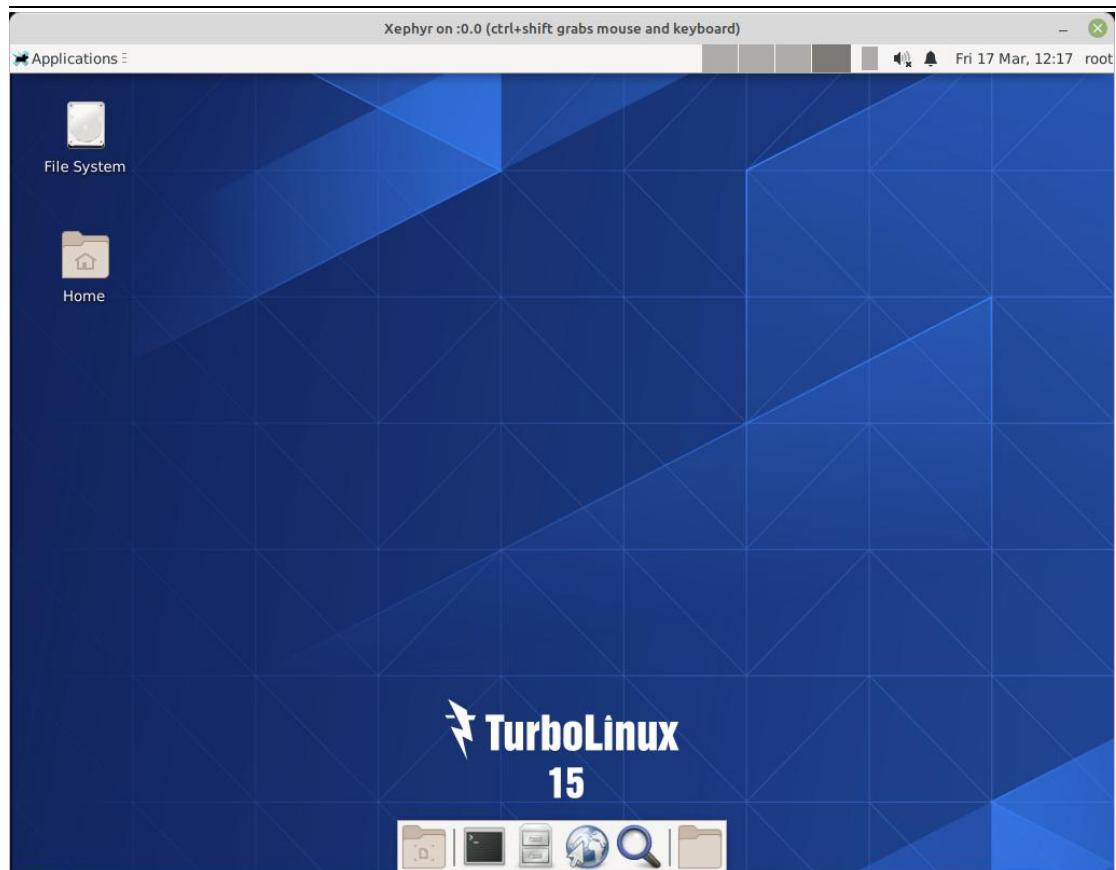 Xephyr on :0.0 (ctrl+shift grabs mouse and keyboard)
Applications
Fri 17 Mar, 12:17 root
File System
Home
TurboLinux
15